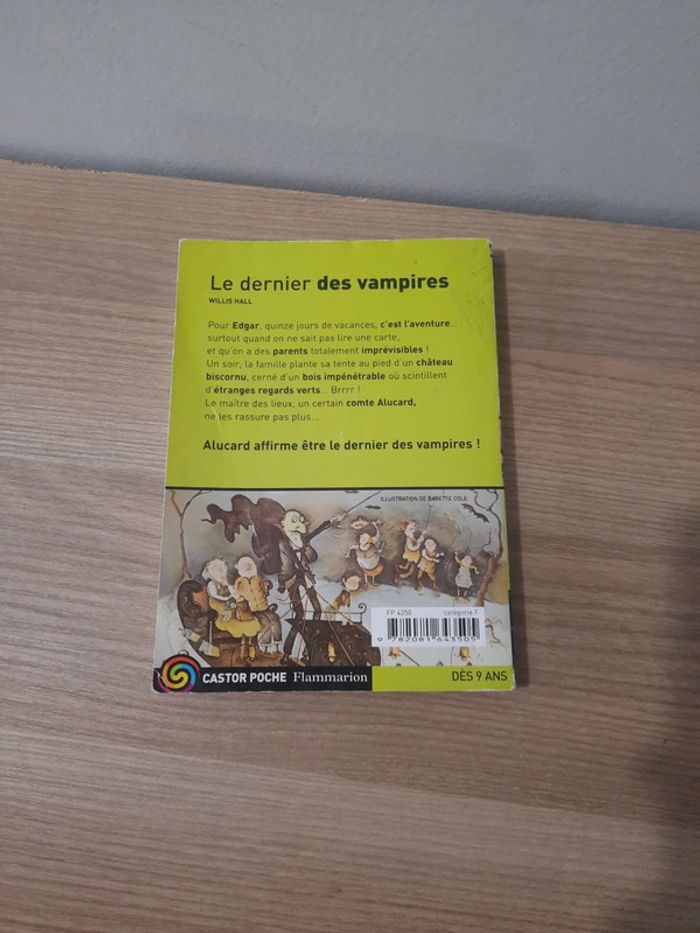 Le dernier des vampires
WILLIS HALL
Pour Edgar, quinze jours de vacances, c'est l'aventure...
surtout quand on ne sait pas lire une carte,
et qu'on a des parents totalement imprévisibles !
Un soir, la famille plante sa tente au pied d'un château
biscornu, cerné d'un bois impénétrable où scintillent
d'étranges regards verts... Brrrr !
Le maître des lieux, un certain comte Alucard,
ne les rassure pas plus...
Alucard affirme être le dernier des vampires !
ILLUSTRATION DE BABETTE COLE
FP 4350 catégorie F
9 782081 643505
CASTOR POCHE Flammarion
DÈS 9 ANS